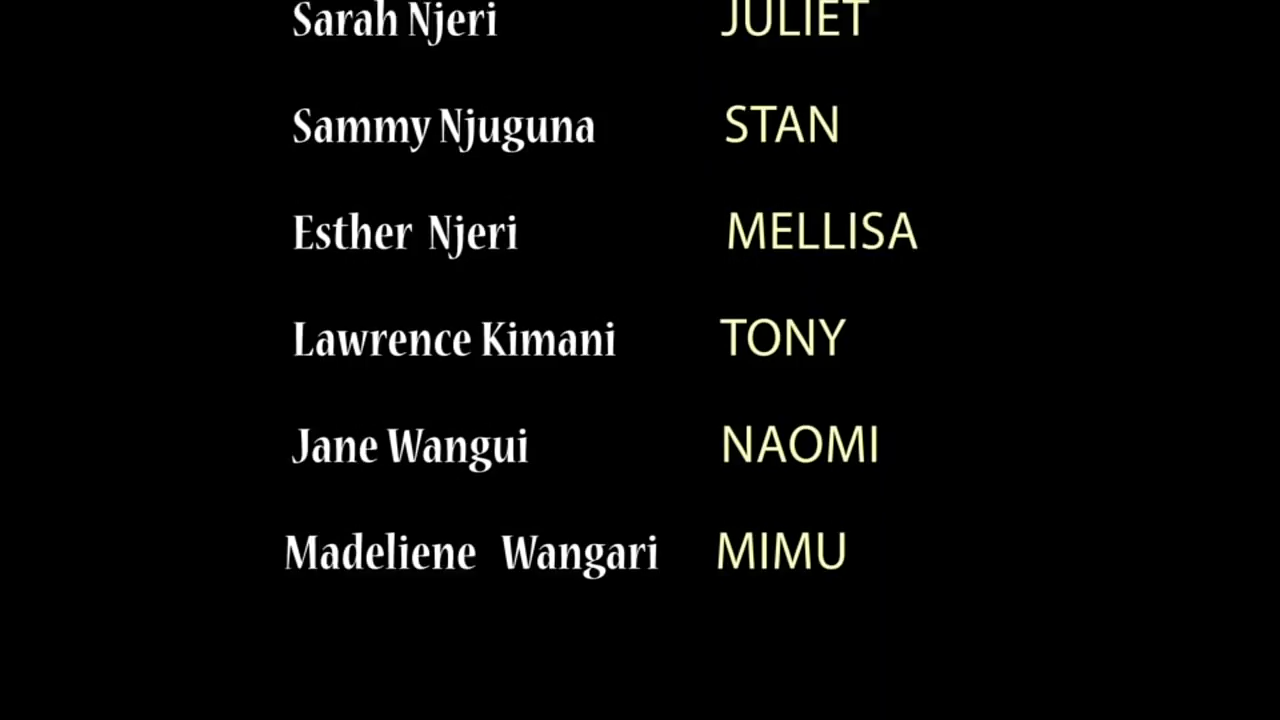 Sarah Njeri JULIET
Sammy Njuguna STAN
Esther Njeri MELLISA
Lawrence Kimani TONY
Jane Wangui NAOMI
Madeliene Wangari MIMU